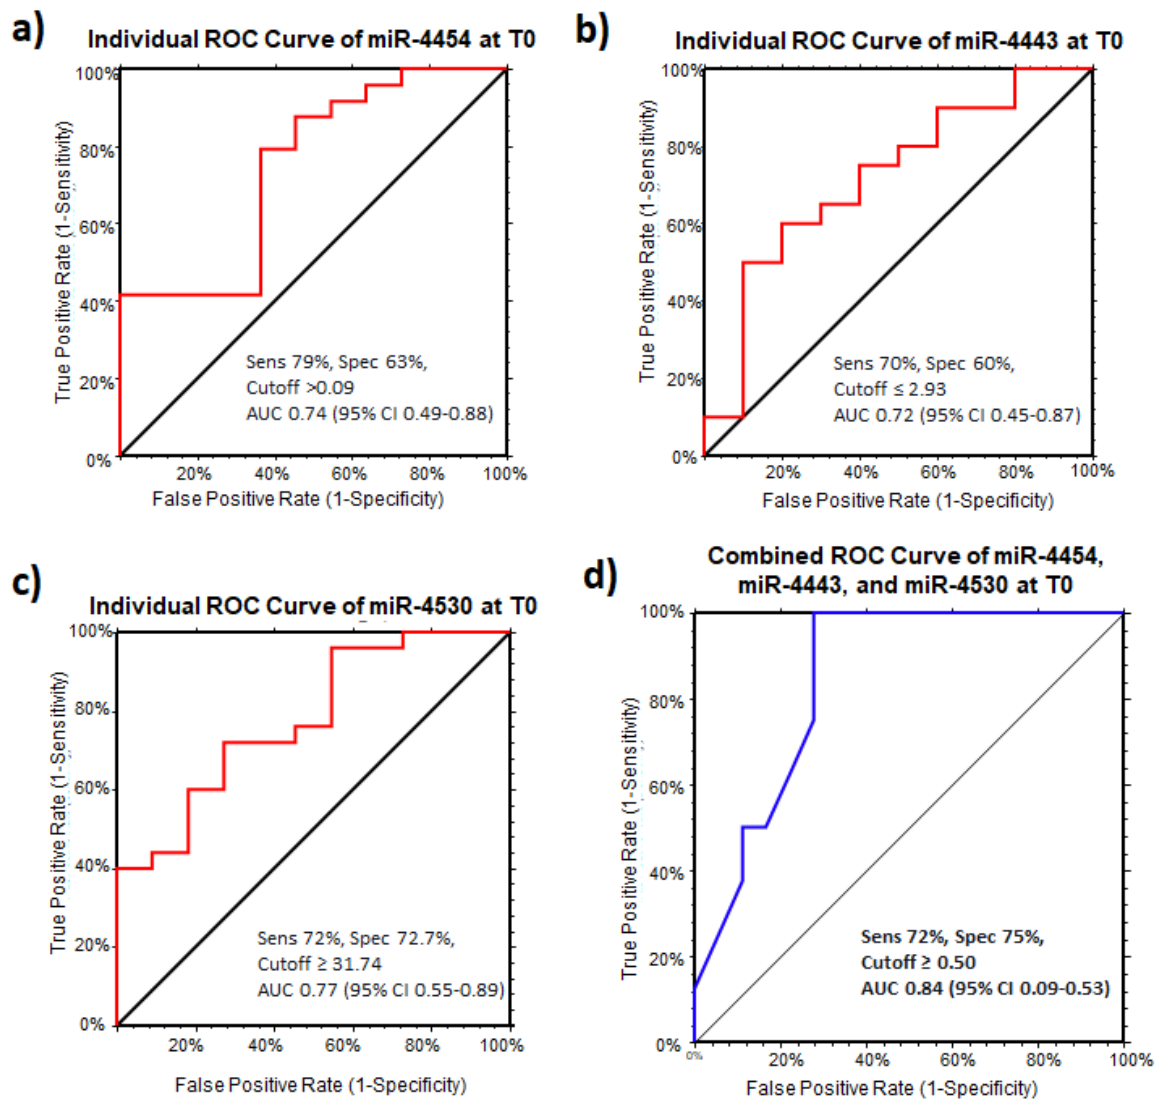 a)
Individual ROC Curve of miR-4454 at T0
True Positive Rate (1-Sensitivity)
100%
80%
60%
40%
20%
0%
Sens 79%, Spec 63%,
Cutoff >0.09
AUC 0.74 (95% CI 0.49-0.88)
20% 40% 60% 80% 100%
False Positive Rate (1-Specificity)
b)
Individual ROC Curve of miR-4443 at T0
True Positive Rate (1-Sensitivity)
100%
80%
60%
40%
20%
0%
Sens 70%, Spec 60%,
Cutoff ≤ 2.93
AUC 0.72 (95% CI 0.45-0.87)
20% 40% 60% 80% 100%
False Positive Rate (1-Specificity)
c)
Individual ROC Curve of miR-4530 at T0
True Positive Rate (1-Sensitivity)
100%
80%
60%
40%
20%
0%
Sens 72%, Spec 72.7%,
Cutoff ≥ 31.74
AUC 0.77 (95% CI 0.55-0.89)
20% 40% 60% 80% 100%
False Positive Rate (1-Specificity)
d)
Combined ROC Curve of miR-4454,
miR-4443, and miR-4530 at T0
True Positive Rate (1-Sensitivity)
100%
80%
60%
40%
20%
0%
Sens 72%, Spec 75%,
Cutoff ≥ 0.50
AUC 0.84 (95% CI 0.09-0.53)
0% 20% 40% 60% 80% 100%
False Positive Rate (1-Specificity)